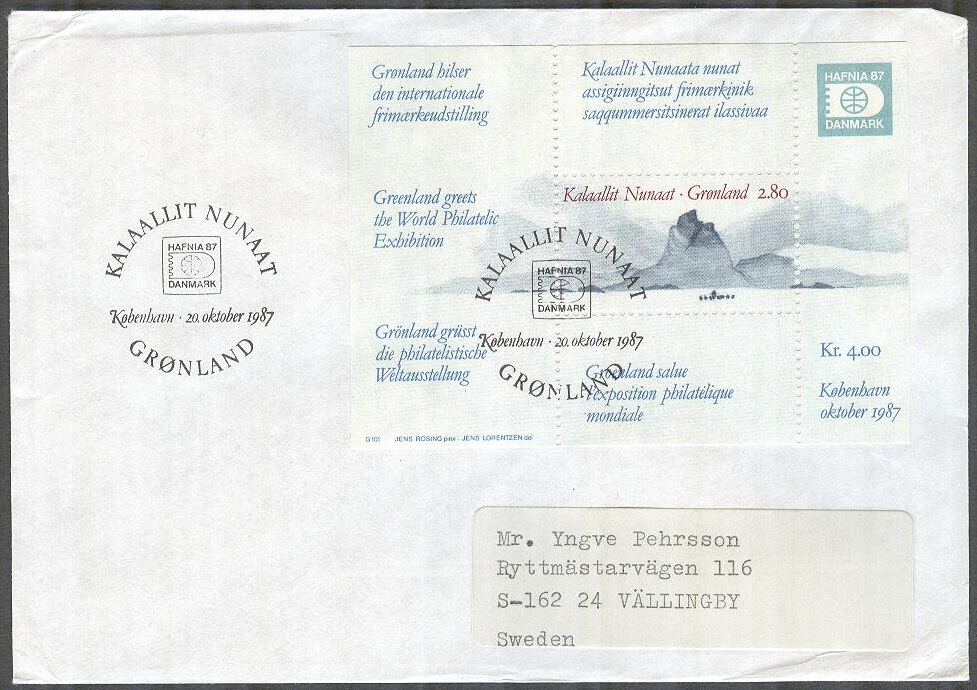 Grønland hilser
den internationale
frimærkeudstilling
Kalaallit Nunaata nunat
assigiinngitsut frimærkinik
saqqummersitsinerat ilassivaa
HAFNIA 87
DANMARK
Greenland greets
the World Philatelic
Exhibition
Kalaallit Nunaat · Grønland 2.80
KALAALLIT NUNAAT
HAFNIA 87
DANMARK
København · 20. oktober 1987
GRØNLAND
KALAALLIT NUNAAT
HAFNIA 87
DANMARK
København · 20. oktober 1987
GRØNLAND
Grönland grüsst
die philatelistische
Weltausstellung
Groenland salue
l'exposition philatélique
mondiale
Kr. 4.00
København
oktober 1987
G101 JENS ROSING pinx · JENS LORENTZEN del
Mr. Yngve Pehrsson
Ryttmästarvägen 116
S-162 24 VÄLLINGBY
Sweden